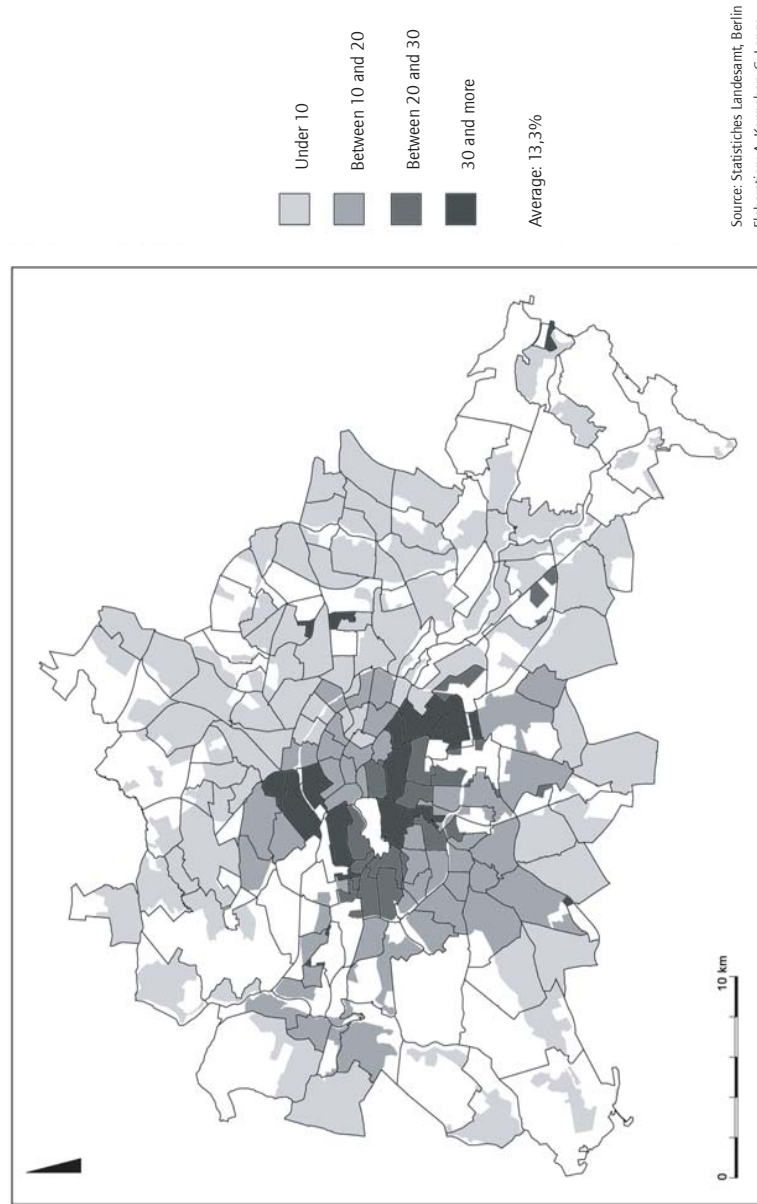 Under 10
Between 10 and 20
Between 20 and 30
30 and more
Average: 13,3%
Source: Statistiches Landesamt, Berlin
0
10 km